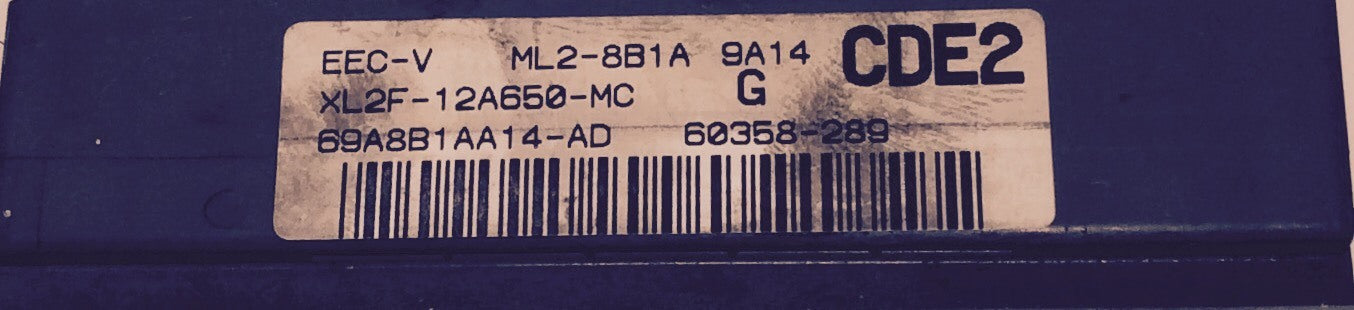 EEC-V ML2-8B1A 9A14 CDE2
XL2F-12A650-MC G
69A8B1AA14-AD 60358-289